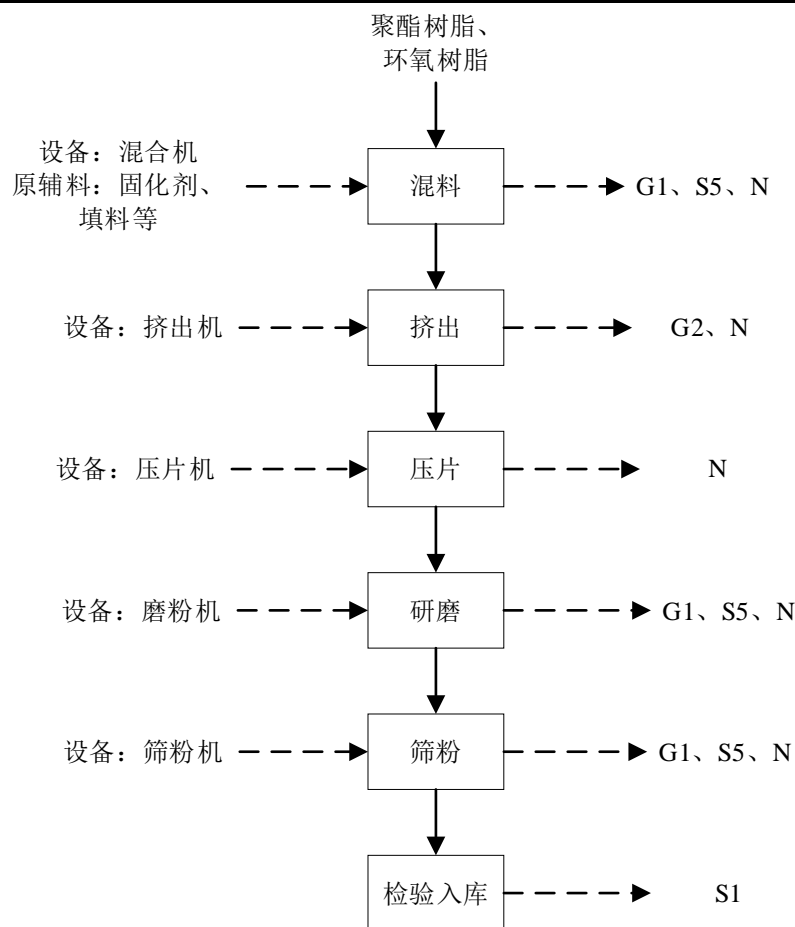 聚酯树脂、
环氧树脂
设备：混合机
原辅料：固化剂、
填料等
混料
G1、S5、N
设备：挤出机
挤出
G2、N
设备：压片机
压片
N
设备：磨粉机
研磨
G1、S5、N
设备：筛粉机
筛粉
G1、S5、N
检验入库
S1